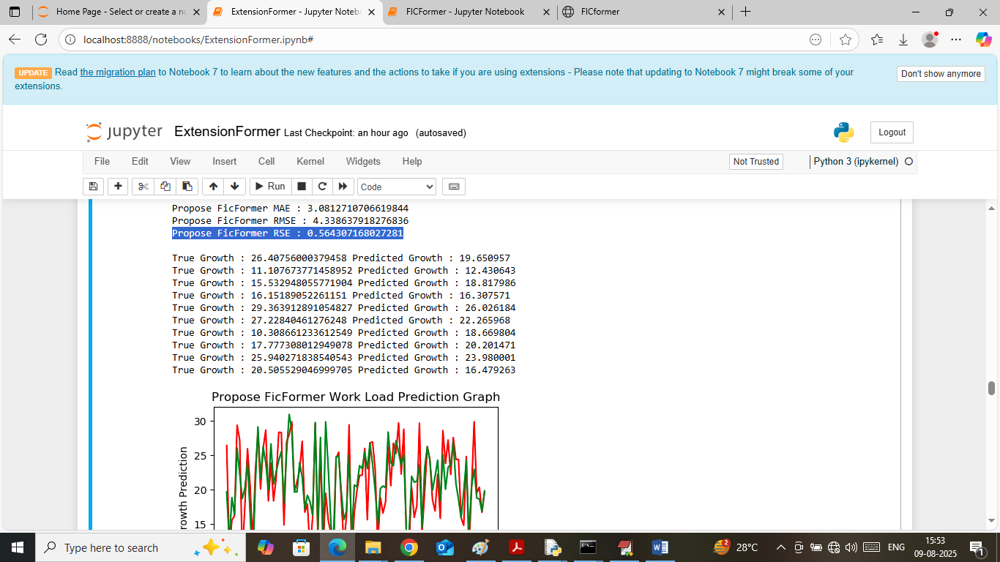 Home Page - Select or create a no
ExtensionFormer - Jupyter Notebo
FICFormer - Jupyter Notebook
FICformer
localhost:8888/notebooks/ExtensionFormer.ipynb#
UPDATE Read the migration plan to Notebook 7 to learn about the new features and the actions to take if you are using extensions - Please note that updating to Notebook 7 might break some of your
extensions.
Don't show anymore
jupyter ExtensionFormer Last Checkpoint: an hour ago (autosaved)
Logout
File Edit View Insert Cell Kernel Widgets Help
Not Trusted
Python 3 (ipykernel)
Run
Code
Propose FicFormer MAE : 3.0812710706619844
Propose FicFormer RMSE : 4.338637918276836
Propose FicFormer RSE : 0.564307168027281
True Growth : 26.40756000379458 Predicted Growth : 19.650957
True Growth : 11.107673771458952 Predicted Growth : 12.430643
True Growth : 15.532948055771904 Predicted Growth : 18.817986
True Growth : 16.15189052261151 Predicted Growth : 16.307571
True Growth : 29.363912891054827 Predicted Growth : 26.026184
True Growth : 27.22840461276248 Predicted Growth : 22.265968
True Growth : 10.308661233612549 Predicted Growth : 18.669804
True Growth : 17.777308012949078 Predicted Growth : 20.201471
True Growth : 25.940271838540543 Predicted Growth : 23.980001
True Growth : 20.505529046999705 Predicted Growth : 16.479263
Propose FicFormer Work Load Prediction Graph
30
25
20
15
rowth Prediction
Type here to search
2
28°C
ENG
15:53
09-08-2025
1